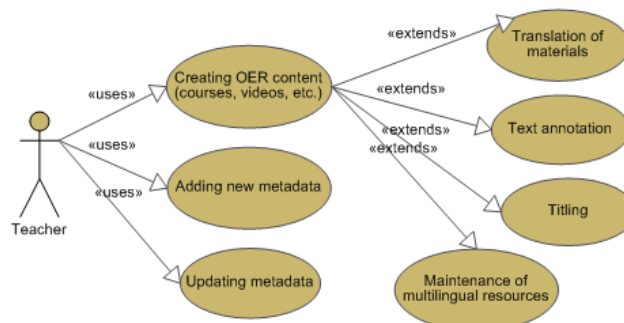 «extends»
Translation of
materials
Creating OER content
(courses, videos, etc.)
«uses»
«extends»
Text annotation
«uses»
«extends»
«extends»
Adding new metadata
«uses»
Titling
Teacher
Updating metadata
Maintenance of
multilingual resources